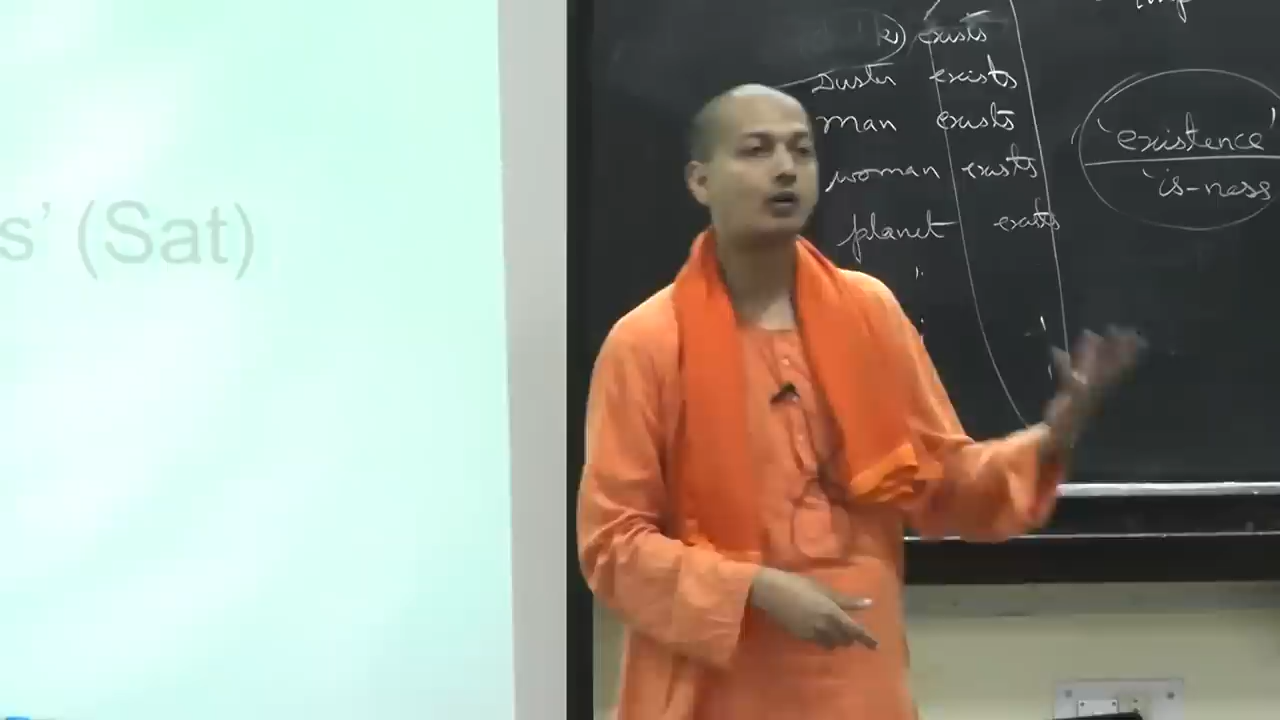 s' (Sat)
exists
Duster exists
man exists
woman exists
planet exists
'existence'
'is-ness